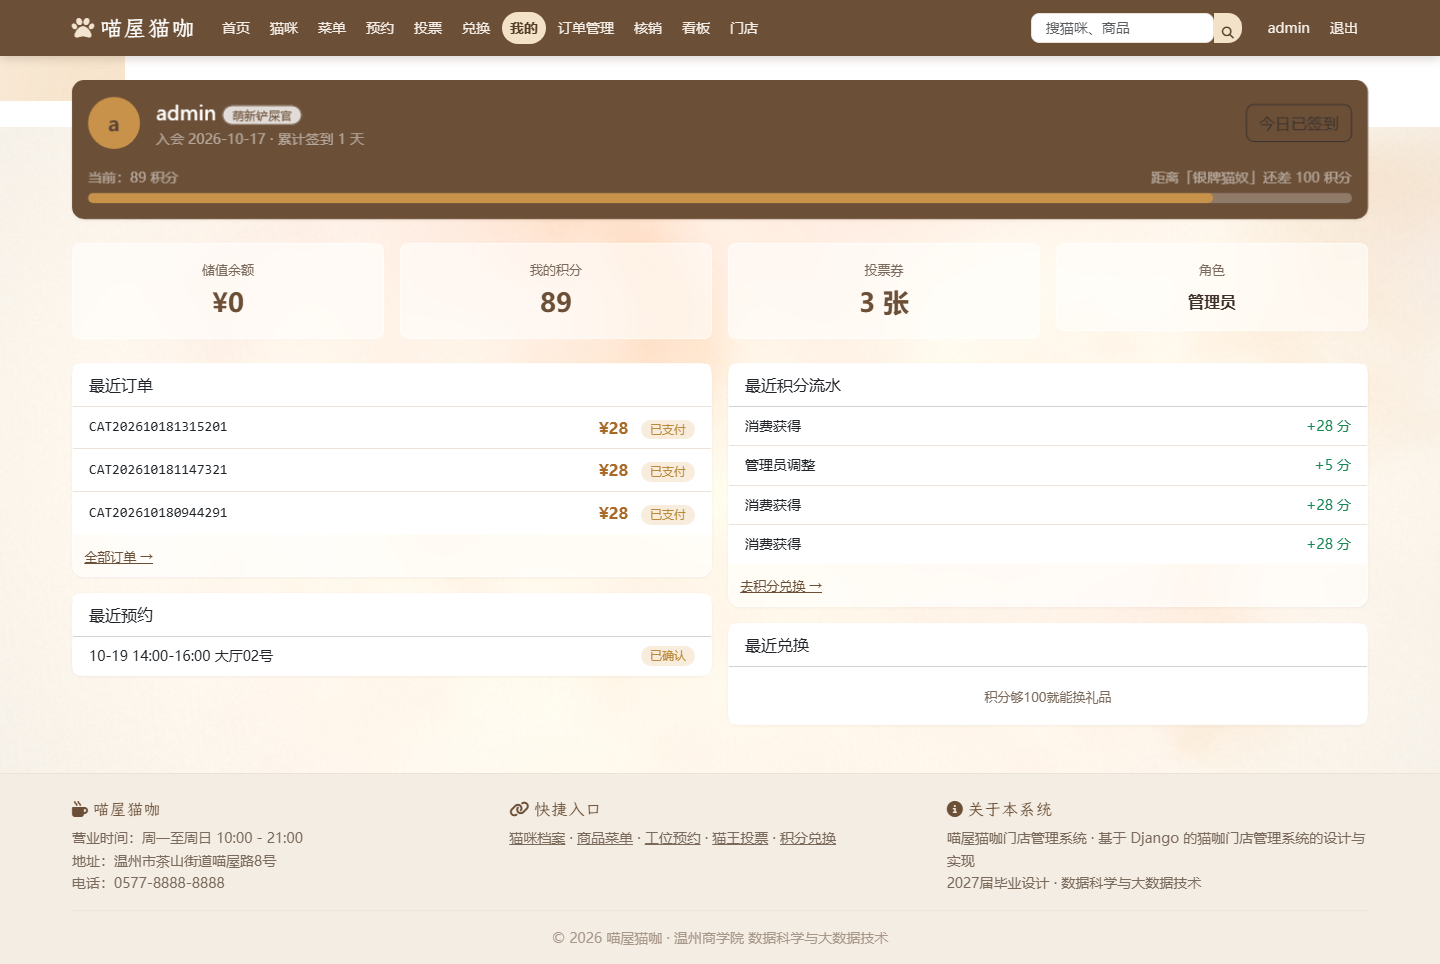 喵屋猫咖 首页 猫咪 菜单 预约 投票 兑换 我的 订单管理 核销 看板 门店 搜猫咪、商品 admin 退出
a admin 萌新铲屎官
入会 2026-10-17 · 累计签到 1 天
今日已签到
当前：89 积分 距离「银牌猫奴」还差 100 积分
储值余额
¥0
我的积分
89
投票券
3 张
角色
管理员
最近订单
CAT202610181315201 ¥28 已支付
CAT202610181147321 ¥28 已支付
CAT202610180944291 ¥28 已支付
全部订单 →
最近预约
10-19 14:00-16:00 大厅02号 已确认
最近积分流水
消费获得 +28 分
管理员调整 +5 分
消费获得 +28 分
消费获得 +28 分
去积分兑换 →
最近兑换
积分够100就能换礼品
喵屋猫咖
营业时间：周一至周日 10:00 - 21:00
地址：温州市茶山街道喵屋路8号
电话：0577-8888-8888
快捷入口
猫咪档案 · 商品菜单 · 工位预约 · 猫王投票 · 积分兑换
关于本系统
喵屋猫咖门店管理系统 · 基于 Django 的猫咖门店管理系统的设计与
实现
2027届毕业设计 · 数据科学与大数据技术
© 2026 喵屋猫咖 · 温州商学院 数据科学与大数据技术